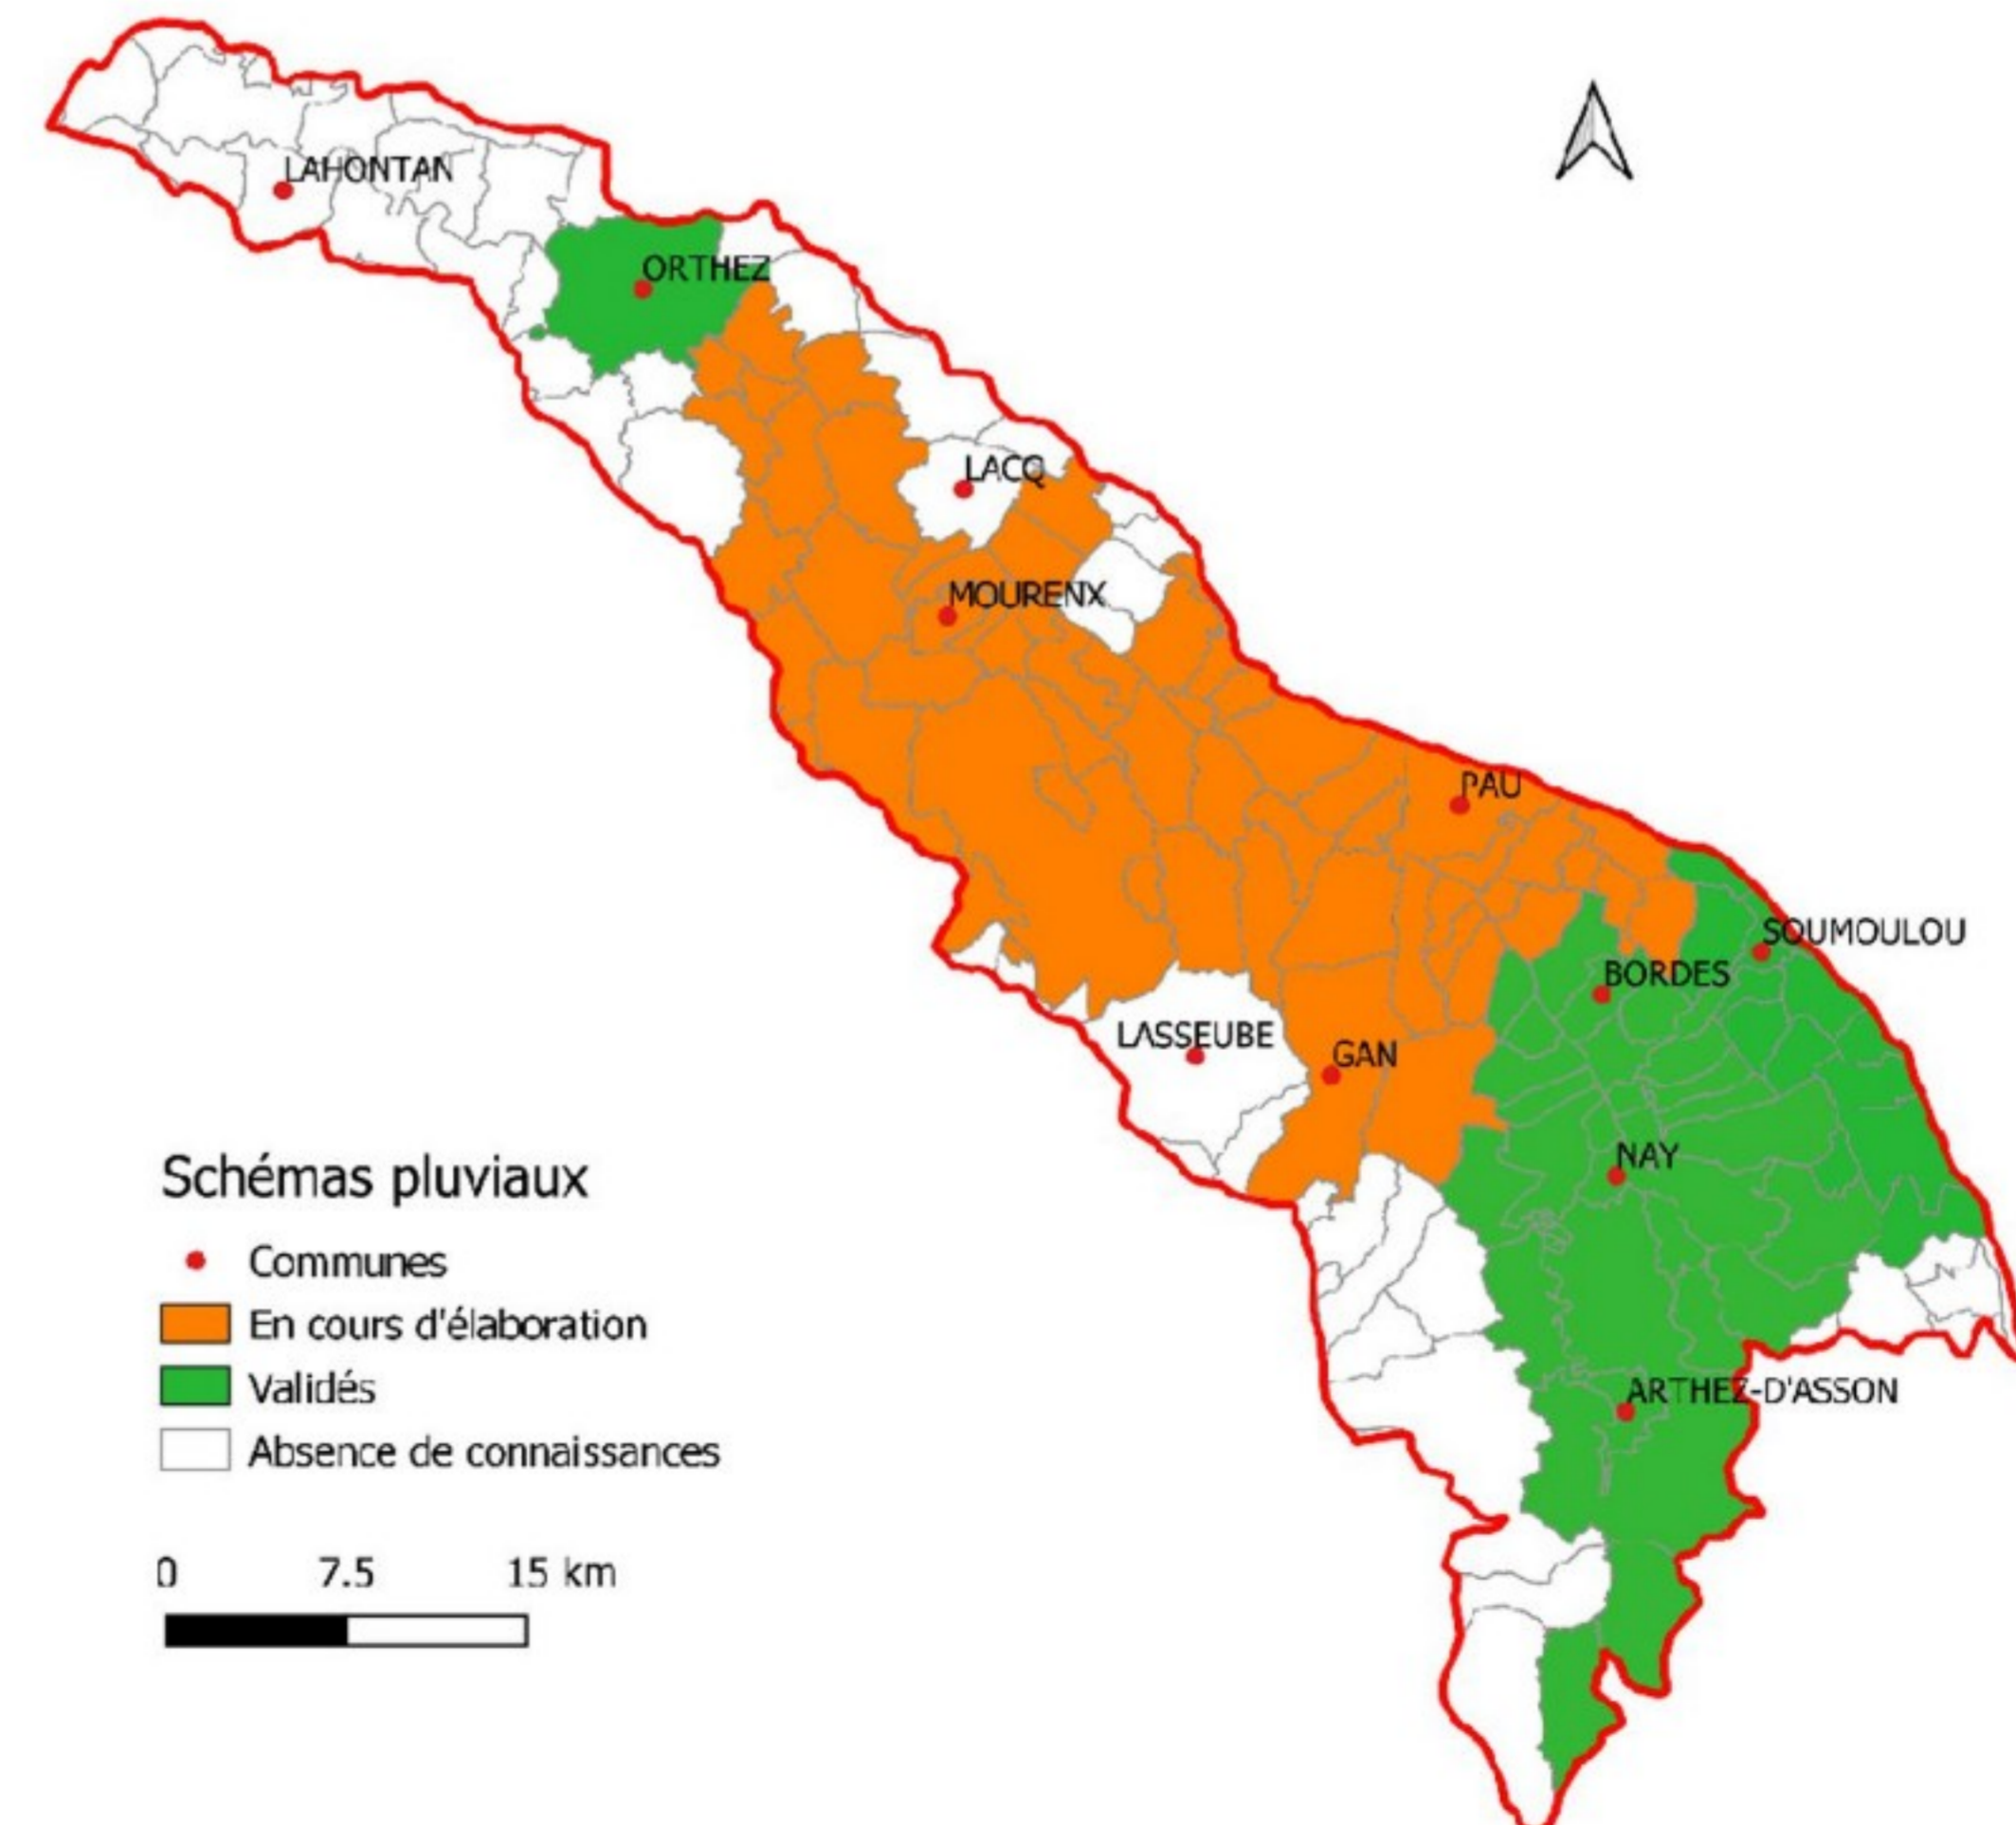 LAHONTAN
ORTHEZ
LACQ
MOURENX
PAU
SOUMOULOU
BORDES
LASSEUBE
GAN
NAY
ARTHEZ-D'ASSON
Schémas pluviaux
Communes
En cours d'élaboration
Validés
Absence de connaissances
0 7.5 15 km